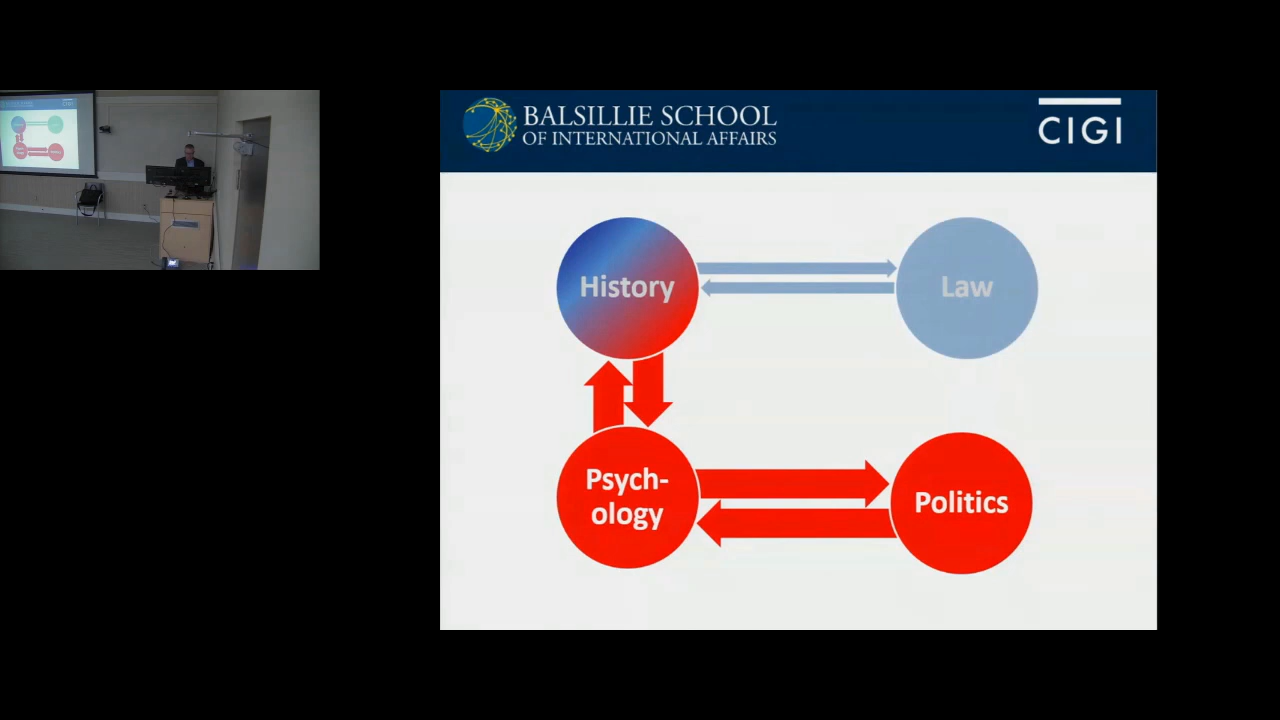 BALSILLIE SCHOOL
OF INTERNATIONAL AFFAIRS
CIGI
History
Law
Psych-
ology
Politics